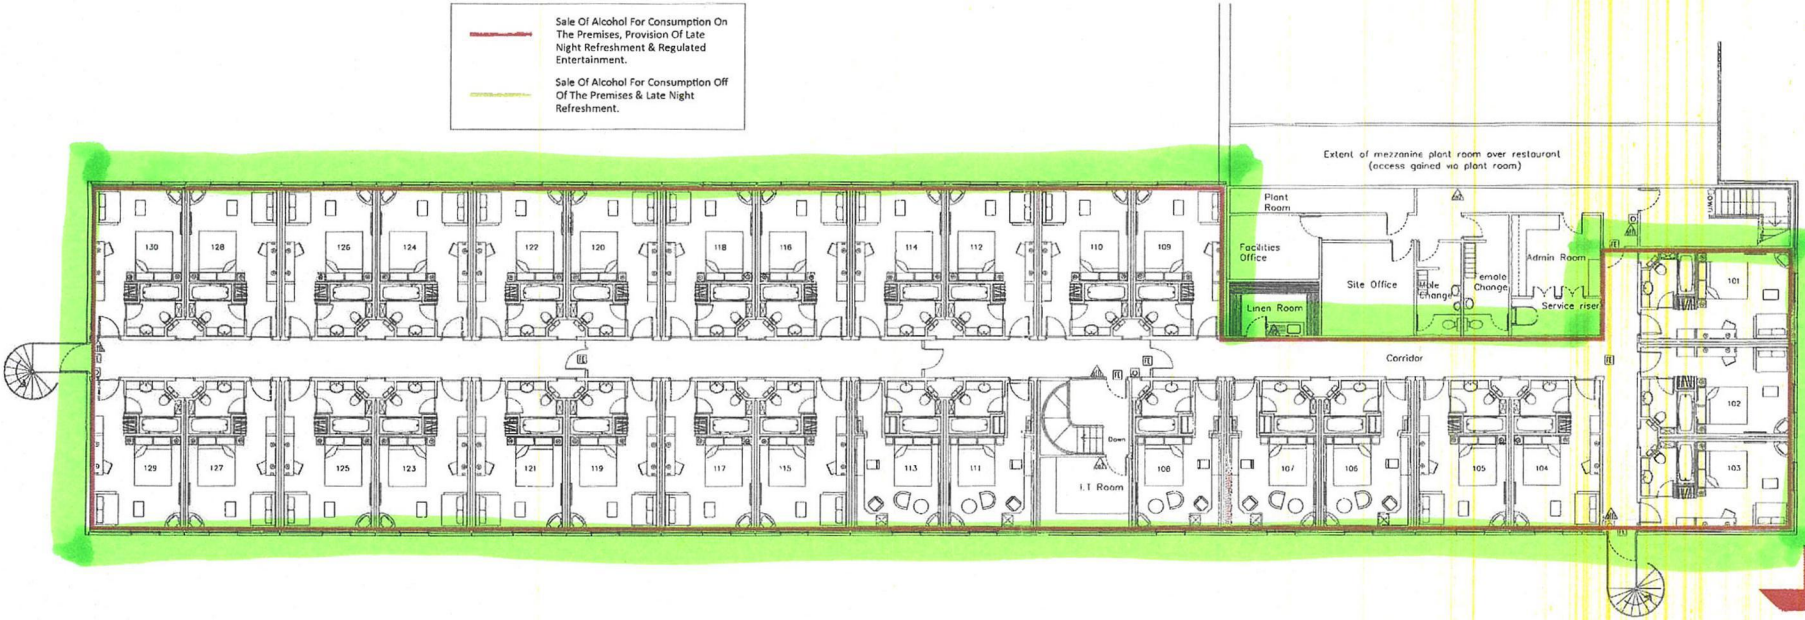 Sale Of Alcohol For Consumption On
The Premises, Provision Of Late
Night Refreshment & Regulated
Entertainment.
Sale Of Alcohol For Consumption Off
Of The Premises & Late Night
Refreshment.
Extent of mezzanine plant room over restaurant
(access gained via plant room)
Plant
Room
Down
Facilities
Office
Admin Room
Site Office
Male
Change
Female
Change
Linen Room
Service riser
130
128
126
124
122
120
118
116
114
112
110
109
101
Corridor
102
Down
129
127
125
123
121
119
117
115
113
111
I.T Room
108
107
106
105
104
103